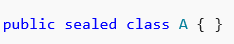 public sealed class A { }